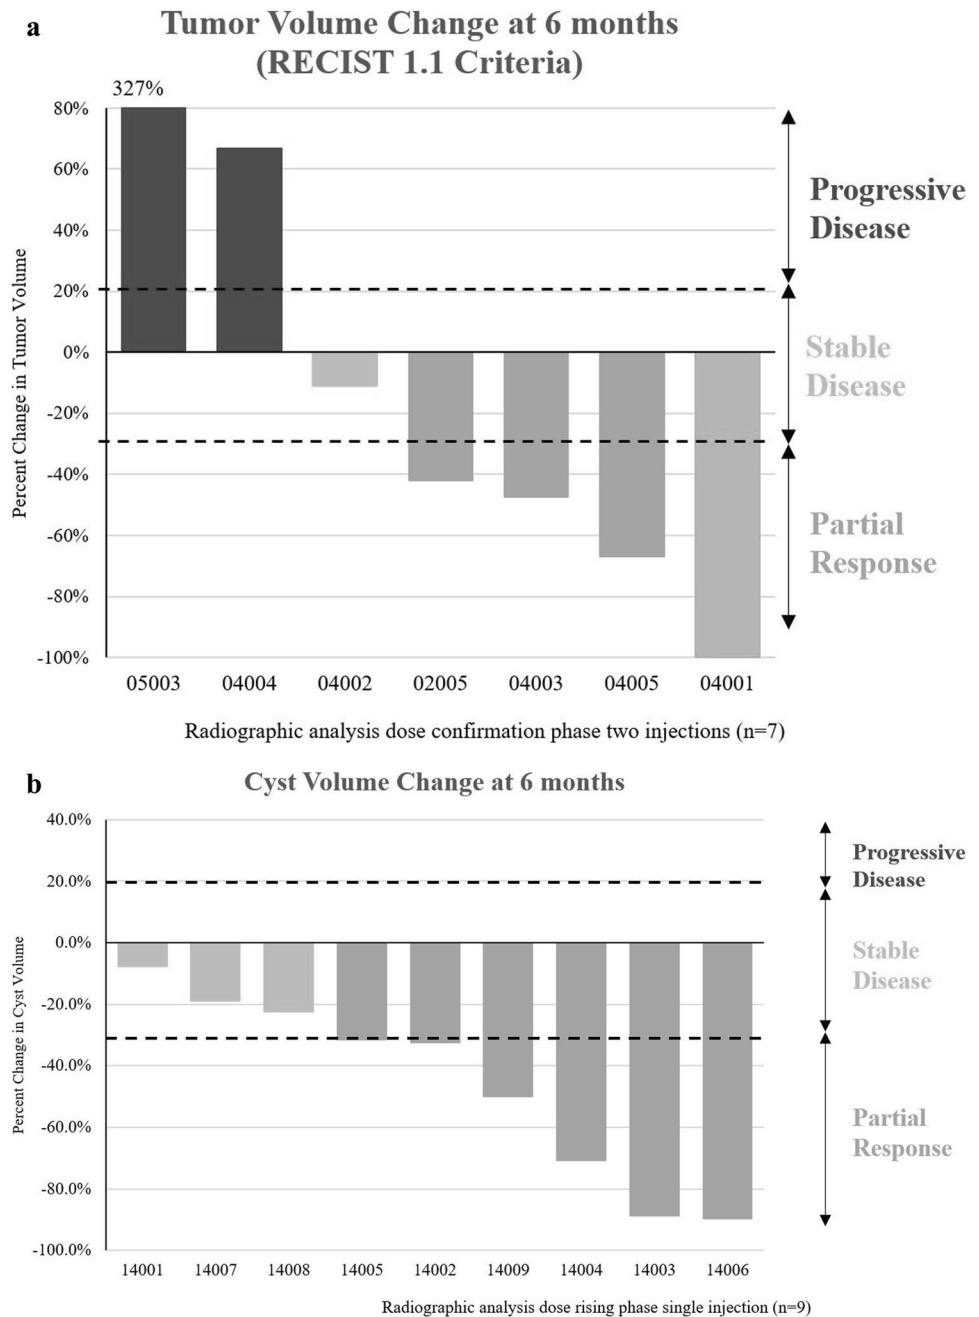 a
Tumor Volume Change at 6 months
(RECIST 1.1 Criteria)
327%
80%
60%
40%
20%
0%
-20%
-40%
-60%
-80%
-100%
Percent Change in Tumor Volume
Progressive
Disease
Stable
Disease
Partial
Response
05003 04004 04002 02005 04003 04005 04001
Radiographic analysis dose confirmation phase two injections (n=7)
b
Cyst Volume Change at 6 months
40.0%
20.0%
0.0%
-20.0%
-40.0%
-60.0%
-80.0%
-100.0%
Percent Change in Cyst Volume
Progressive
Disease
Stable
Disease
Partial
Response
14001 14007 14008 14005 14002 14009 14004 14003 14006
Radiographic analysis dose rising phase single injection (n=9)